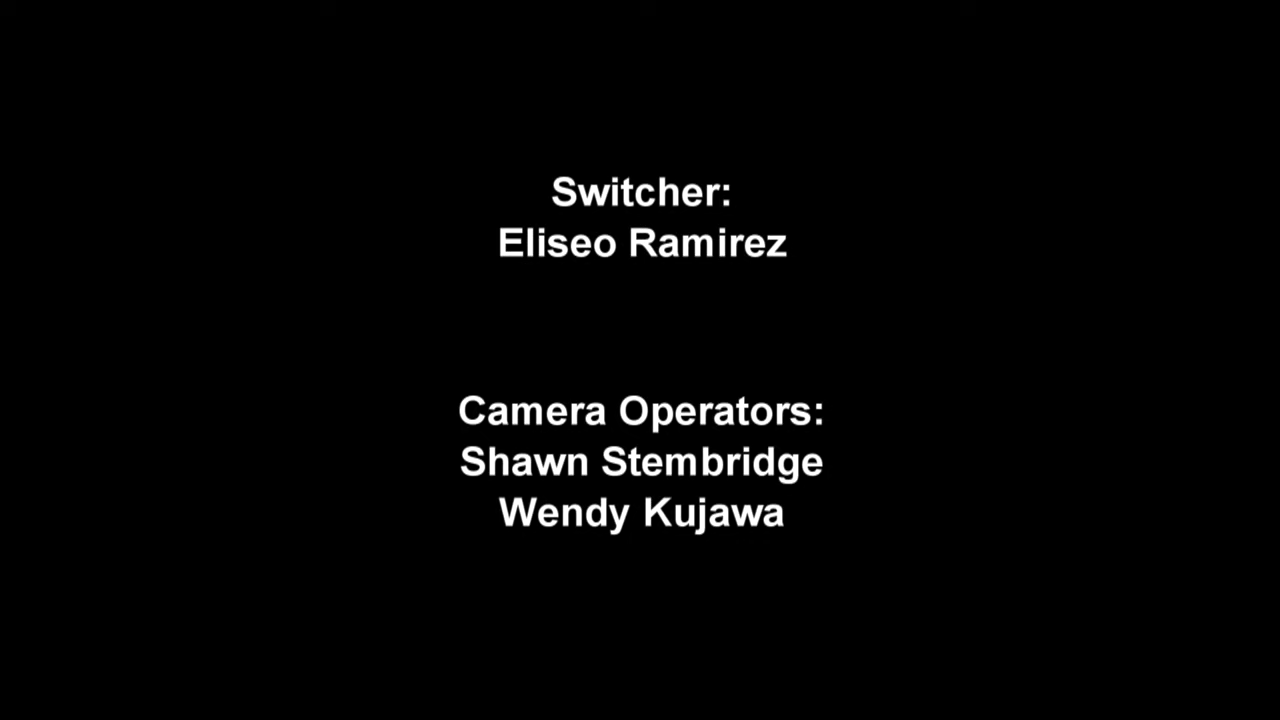 Switcher:
Eliseo Ramirez
Camera Operators:
Shawn Stembridge
Wendy Kujawa